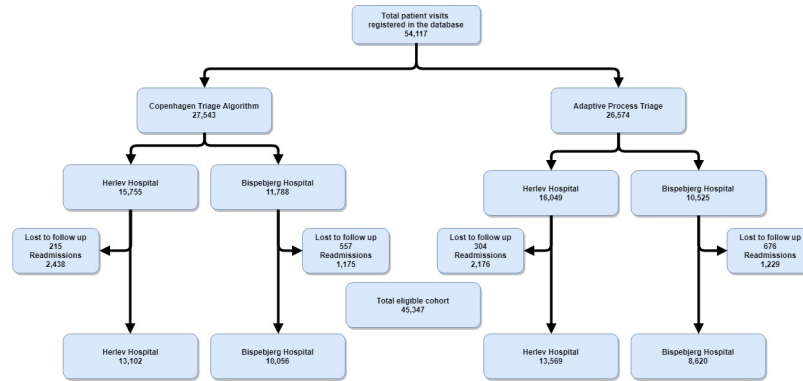 Total patient visits
registered in the database
54,117
Copenhagen Triage Algorithm
27,543
Adaptive Process Triage
26,574
Herlev Hospital
15,755
Bispebjerg Hospital
11,788
Herlev Hospital
16,049
Bispebjerg Hospital
10,525
Lost to follow up
215
Readmissions
2,438
Lost to follow up
557
Readmissions
1,175
Lost to follow up
304
Readmissions
2,176
Lost to follow up
676
Readmissions
1,229
Total eligible cohort
45,347
Herlev Hospital
13,102
Bispebjerg Hospital
10,056
Herlev Hospital
13,569
Bispebjerg Hospital
8,620